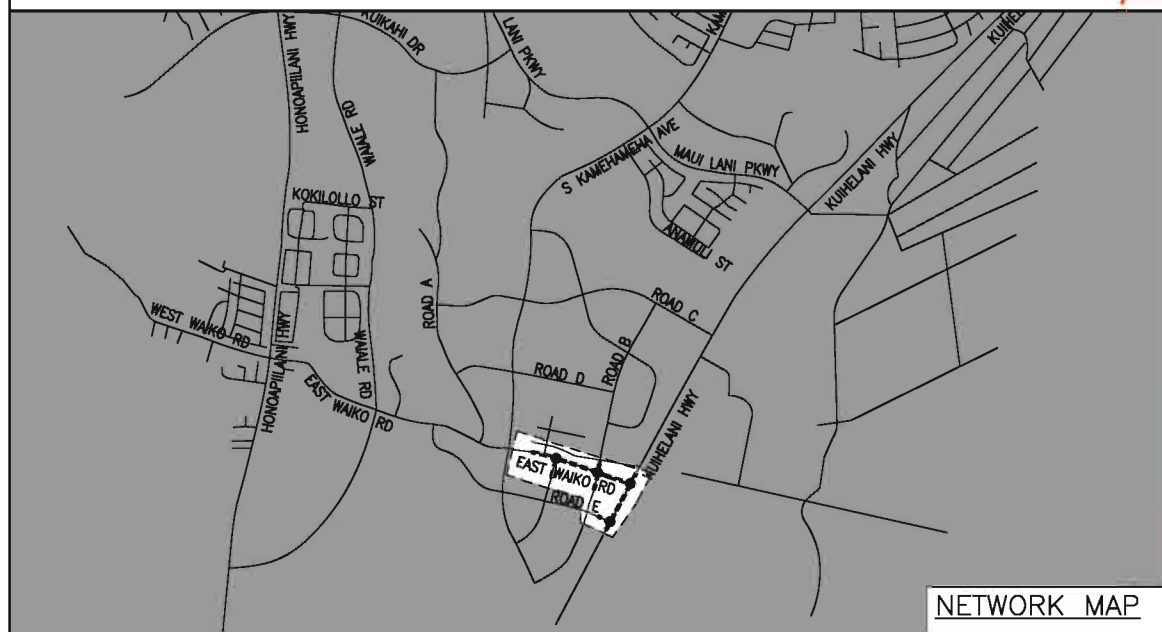 KUIKAHI DR
LANI PKWY
HONOAPIILANI HWY
WAIALE RD
S KAMEHAMEHA AVE
MAUI LANI PKWY
KUIHELANI HWY
KOKILOLLO ST
ANAMULI ST
ROAD A
ROAD C
WEST WAIKO RD
HONOAPIILANI HWY
WAIALE RD
ROAD B
ROAD D
EAST WAIKO RD
KUIHELANI HWY
EAST WAIKO RD
ROAD E
NETWORK MAP